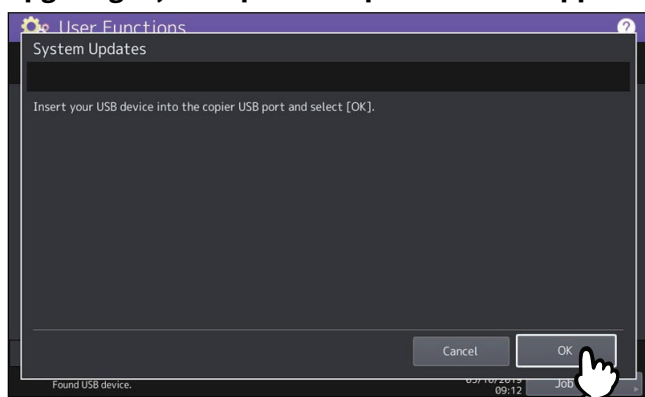 User Functions
System Updates
Insert your USB device into the copier USB port and select [OK].
Cancel
OK
Found USB device.
09:12
Job